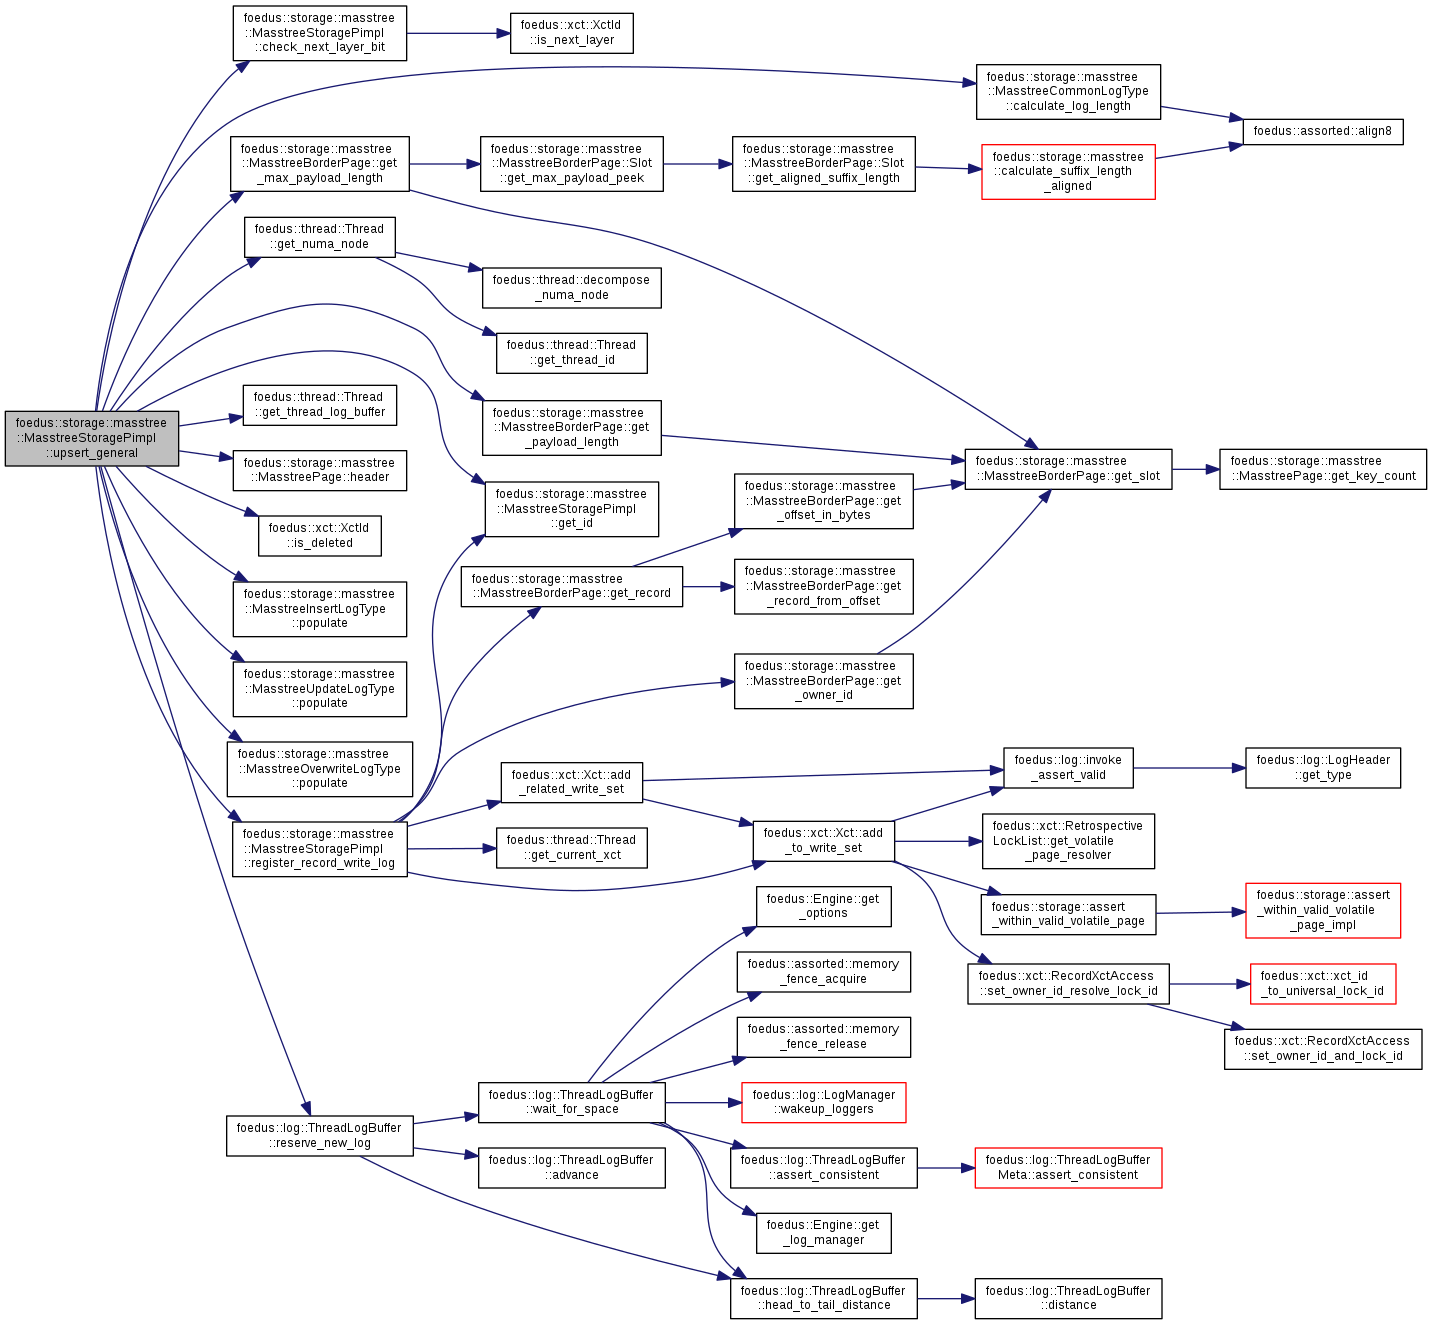 foedus::storage::masstree
::MasstreeStoragePimpl
::upsert_general
foedus::storage::masstree
::MasstreeStoragePimpl
::check_next_layer_bit
foedus::xct::XctId
::is_next_layer
foedus::storage::masstree
::MasstreeCommonLogType
::calculate_log_length
foedus::assorted::align8
foedus::storage::masstree
::MasstreeBorderPage::get
_max_payload_length
foedus::storage::masstree
::MasstreeBorderPage::Slot
::get_max_payload_peek
foedus::storage::masstree
::MasstreeBorderPage::Slot
::get_aligned_suffix_length
foedus::storage::masstree
::calculate_suffix_length
_aligned
foedus::thread::Thread
::get_numa_node
foedus::thread::decompose
_numa_node
foedus::thread::Thread
::get_thread_id
foedus::thread::Thread
::get_thread_log_buffer
foedus::storage::masstree
::MasstreeBorderPage::get
_payload_length
foedus::storage::masstree
::MasstreePage::header
foedus::storage::masstree
::MasstreeStoragePimpl
::get_id
foedus::storage::masstree
::MasstreeBorderPage::get
_offset_in_bytes
foedus::storage::masstree
::MasstreeBorderPage::get_slot
foedus::storage::masstree
::MasstreePage::get_key_count
foedus::xct::XctId
::is_deleted
foedus::storage::masstree
::MasstreeInsertLogType
::populate
foedus::storage::masstree
::MasstreeBorderPage::get_record
foedus::storage::masstree
::MasstreeBorderPage::get
_record_from_offset
foedus::storage::masstree
::MasstreeUpdateLogType
::populate
foedus::storage::masstree
::MasstreeBorderPage::get
_owner_id
foedus::storage::masstree
::MasstreeOverwriteLogType
::populate
foedus::xct::Xct::add
_related_write_set
foedus::log::invoke
_assert_valid
foedus::log::LogHeader
::get_type
foedus::storage::masstree
::MasstreeStoragePimpl
::register_record_write_log
foedus::thread::Thread
::get_current_xct
foedus::xct::Xct::add
_to_write_set
foedus::xct::Retrospective
LockList::get_volatile
_page_resolver
foedus::storage::assert
_within_valid_volatile_page
foedus::storage::assert
_within_valid_volatile
_page_impl
foedus::Engine::get
_options
foedus::assorted::memory
_fence_acquire
foedus::xct::RecordXctAccess
::set_owner_id_resolve_lock_id
foedus::xct::xct_id
_to_universal_lock_id
foedus::assorted::memory
_fence_release
foedus::xct::RecordXctAccess
::set_owner_id_and_lock_id
foedus::log::ThreadLogBuffer
::reserve_new_log
foedus::log::ThreadLogBuffer
::wait_for_space
foedus::log::LogManager
::wakeup_loggers
foedus::log::ThreadLogBuffer
::advance
foedus::log::ThreadLogBuffer
::assert_consistent
foedus::log::ThreadLogBuffer
Meta::assert_consistent
foedus::Engine::get
_log_manager
foedus::log::ThreadLogBuffer
::head_to_tail_distance
foedus::log::ThreadLogBuffer
::distance